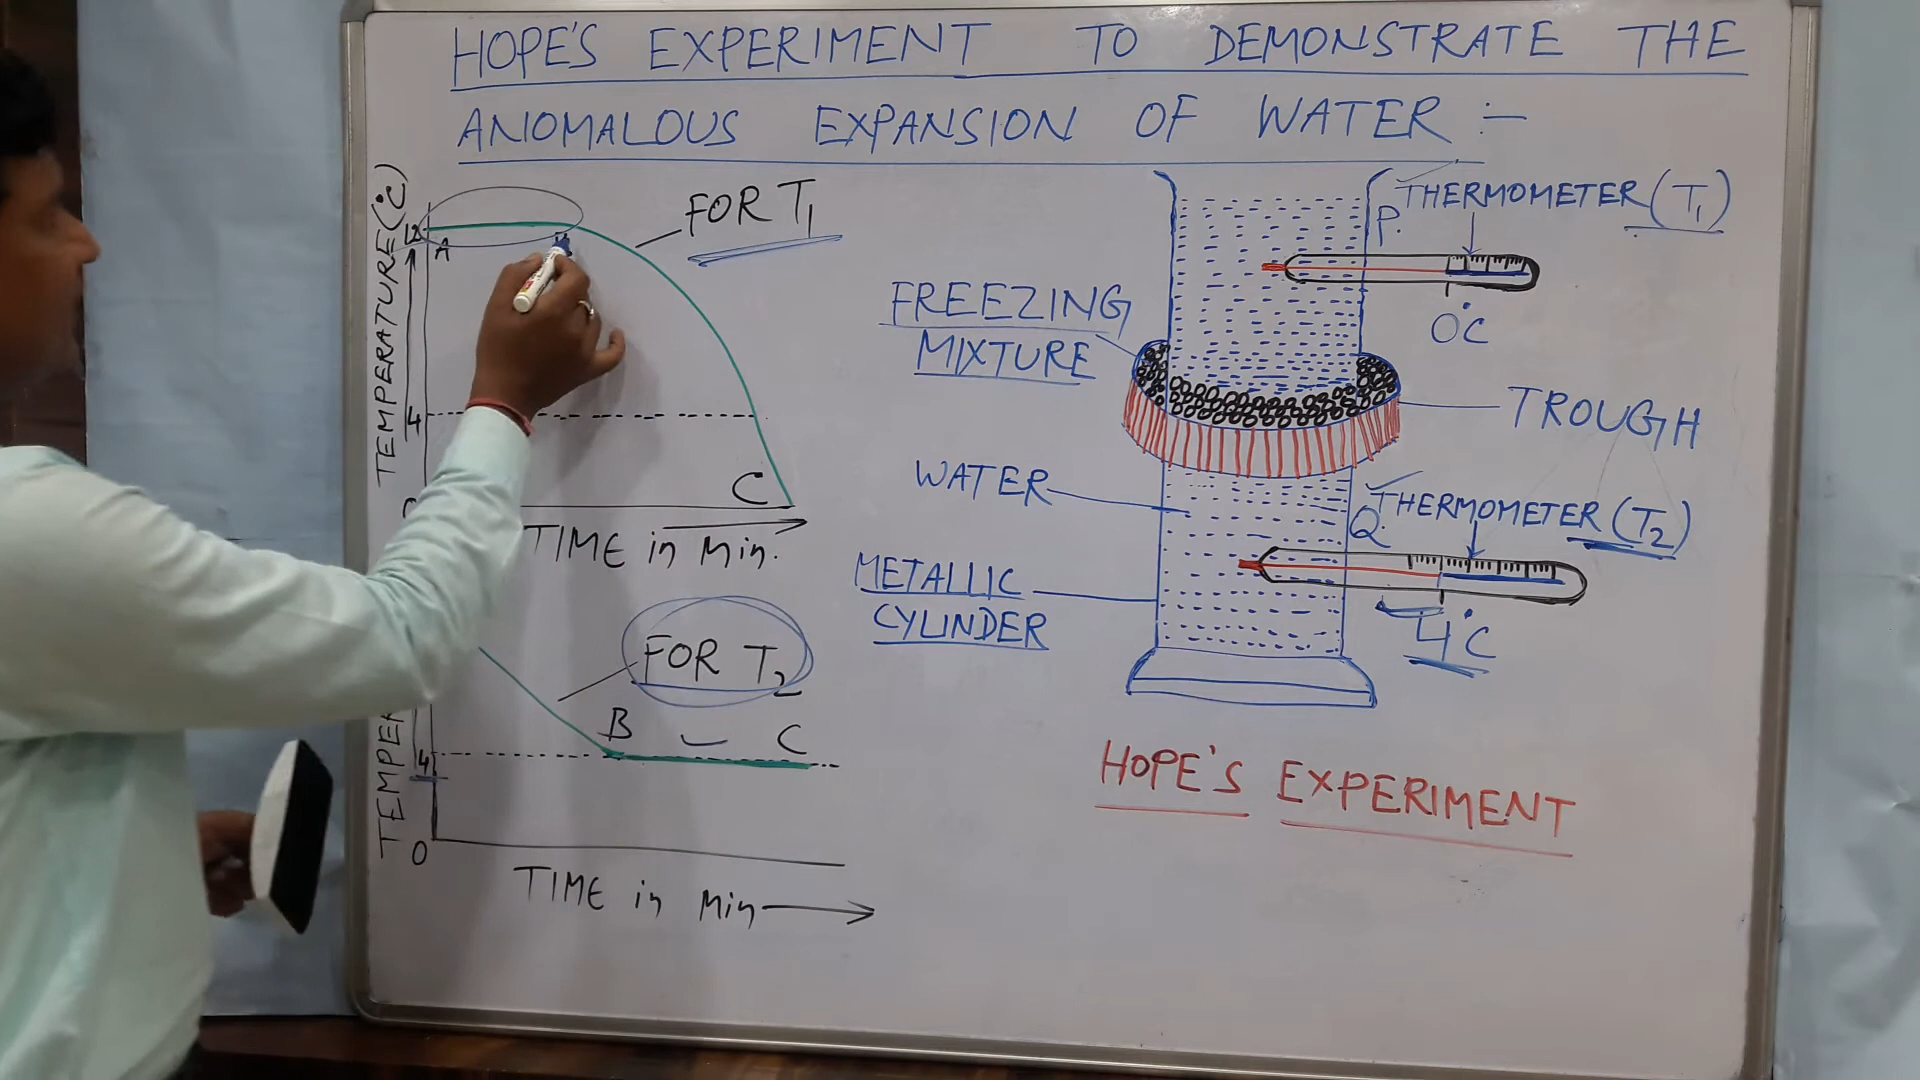 HOPE'S EXPERIMENT TO DEMONSTRATE THE
ANOMALOUS EXPANSION OF WATER :-
TEMPERATURE (°C)
12
A
4
FOR T1
C
TIME in Min.
FOR T2
B
C
4
0
TIME in Min
THERMOMETER (T1)
P
0°C
FREEZING
MIXTURE
TROUGH
WATER
Q
THERMOMETER (T2)
METALLIC
CYLINDER
4°C
HOPE'S EXPERIMENT